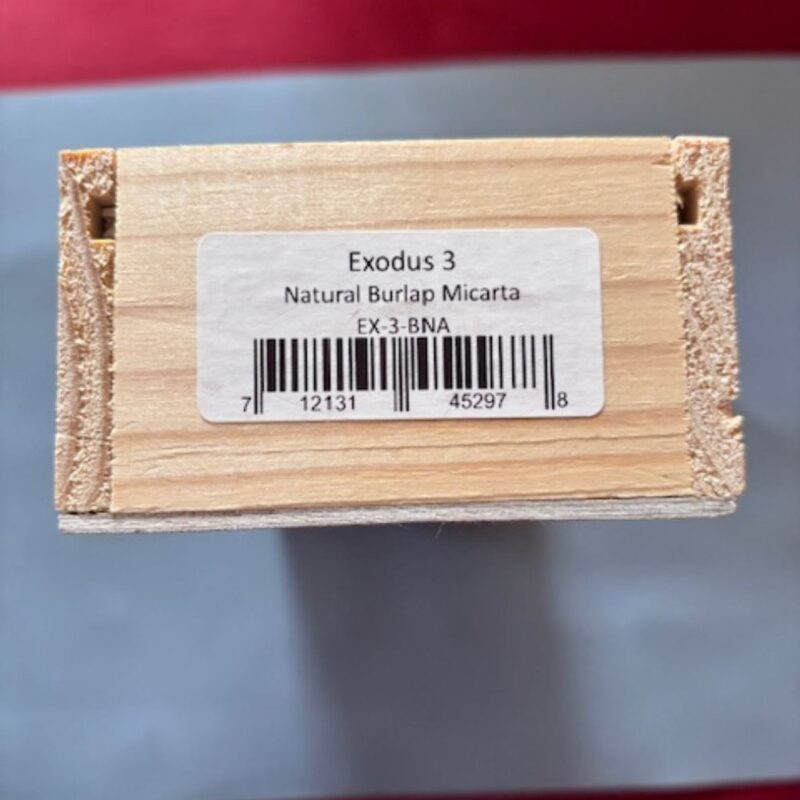 Exodus 3
Natural Burlap Micarta
EX-3-BNA
7 12131 45297 8